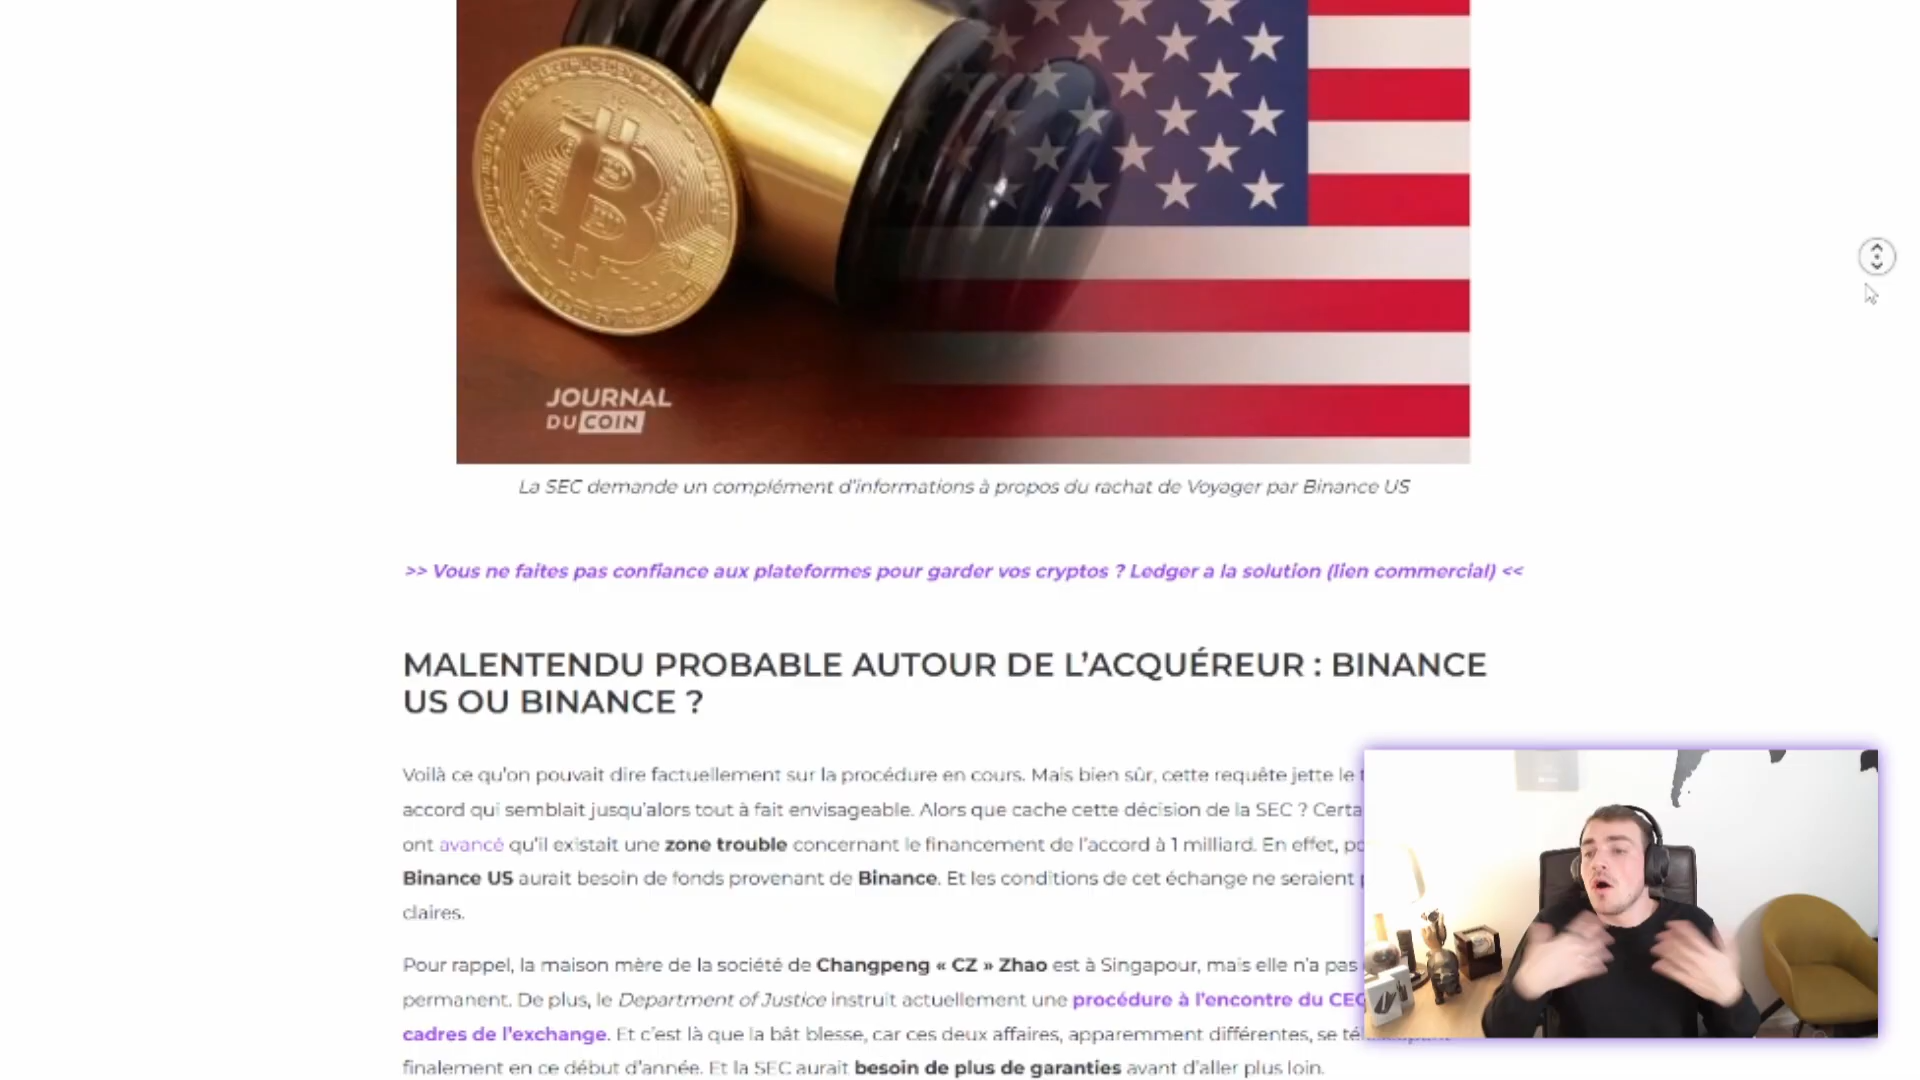 JOURNAL
DU COIN
La SEC demande un complément d'informations à propos du rachat de Voyager par Binance US
>> Vous ne faites pas confiance aux plateformes pour garder vos cryptos ? Ledger a la solution (lien commercial) <<
MALENTENDU PROBABLE AUTOUR DE L'ACQUÉREUR : BINANCE
US OU BINANCE ?
Voilà ce qu'on pouvait dire factuellement sur la procédure en cours. Mais bien sûr, cette requête jette le
accord qui semblait jusqu'alors tout à fait envisageable. Alors que cache cette décision de la SEC ?
ont avancé qu'il existait une zone trouble concernant le financement de l'accord à 1 milliard. En effet,
Binance US aurait besoin de fonds provenant de Binance. Et les conditions de cet échange ne seraient
claires.
Pour rappel, la maison mère de la société de Changpeng « CZ » Zhao est à Singapour, mais elle n'a pas
permanent. De plus, le Department of Justice instruit actuellement une procédure à l'encontre du
cadres de l'exchange. Et c'est là que la bât blesse, car ces deux affaires, apparemment différentes, se
finalement en ce début d'année. Et la SEC aurait besoin de plus de garanties avant d'aller plus loin.